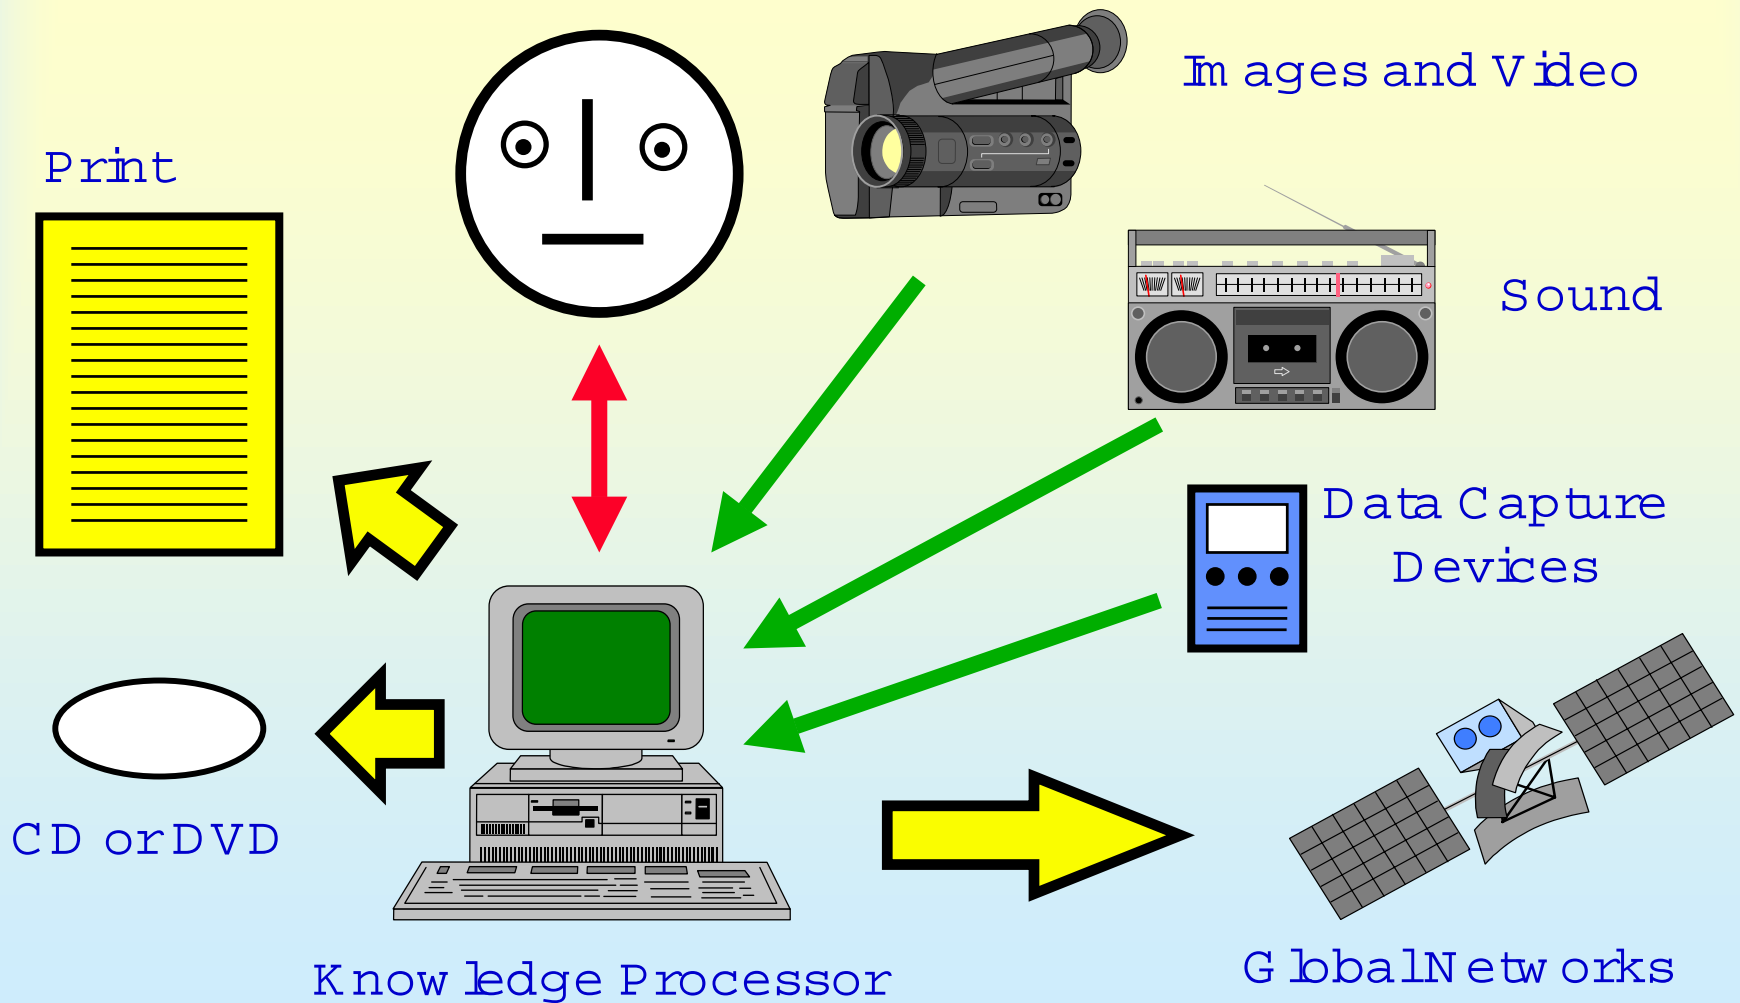 Images and Video
Print
Sound
Data Capture
Devices
CD or DVD
Knowledge Processor
Global Networks